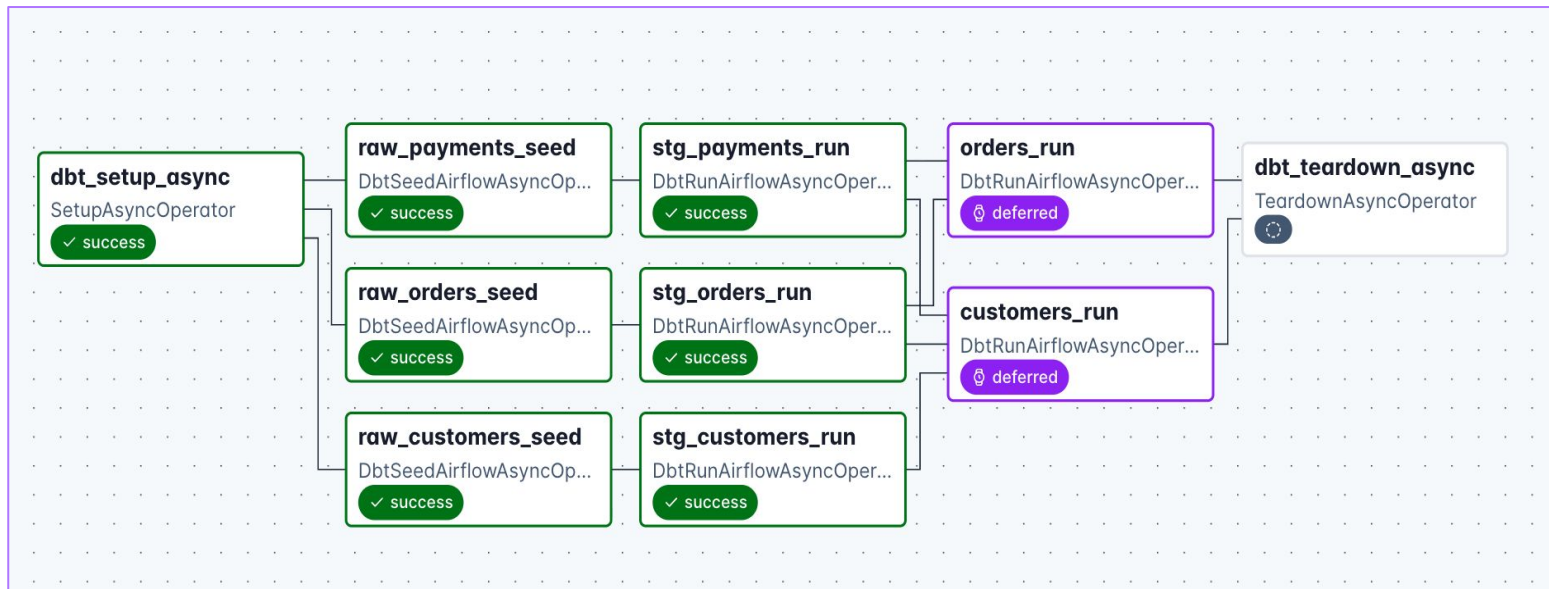 dbt_setup_async
SetupAsyncOperator
success
raw_payments_seed
DbtSeedAirflowAsyncOp...
success
raw_orders_seed
DbtSeedAirflowAsyncOp...
success
raw_customers_seed
DbtSeedAirflowAsyncOp...
success
stg_payments_run
DbtRunAirflowAsyncOper...
success
stg_orders_run
DbtRunAirflowAsyncOper...
success
stg_customers_run
DbtRunAirflowAsyncOper...
success
orders_run
DbtRunAirflowAsyncOper...
deferred
customers_run
DbtRunAirflowAsyncOper...
deferred
dbt_teardown_async
TeardownAsyncOperator